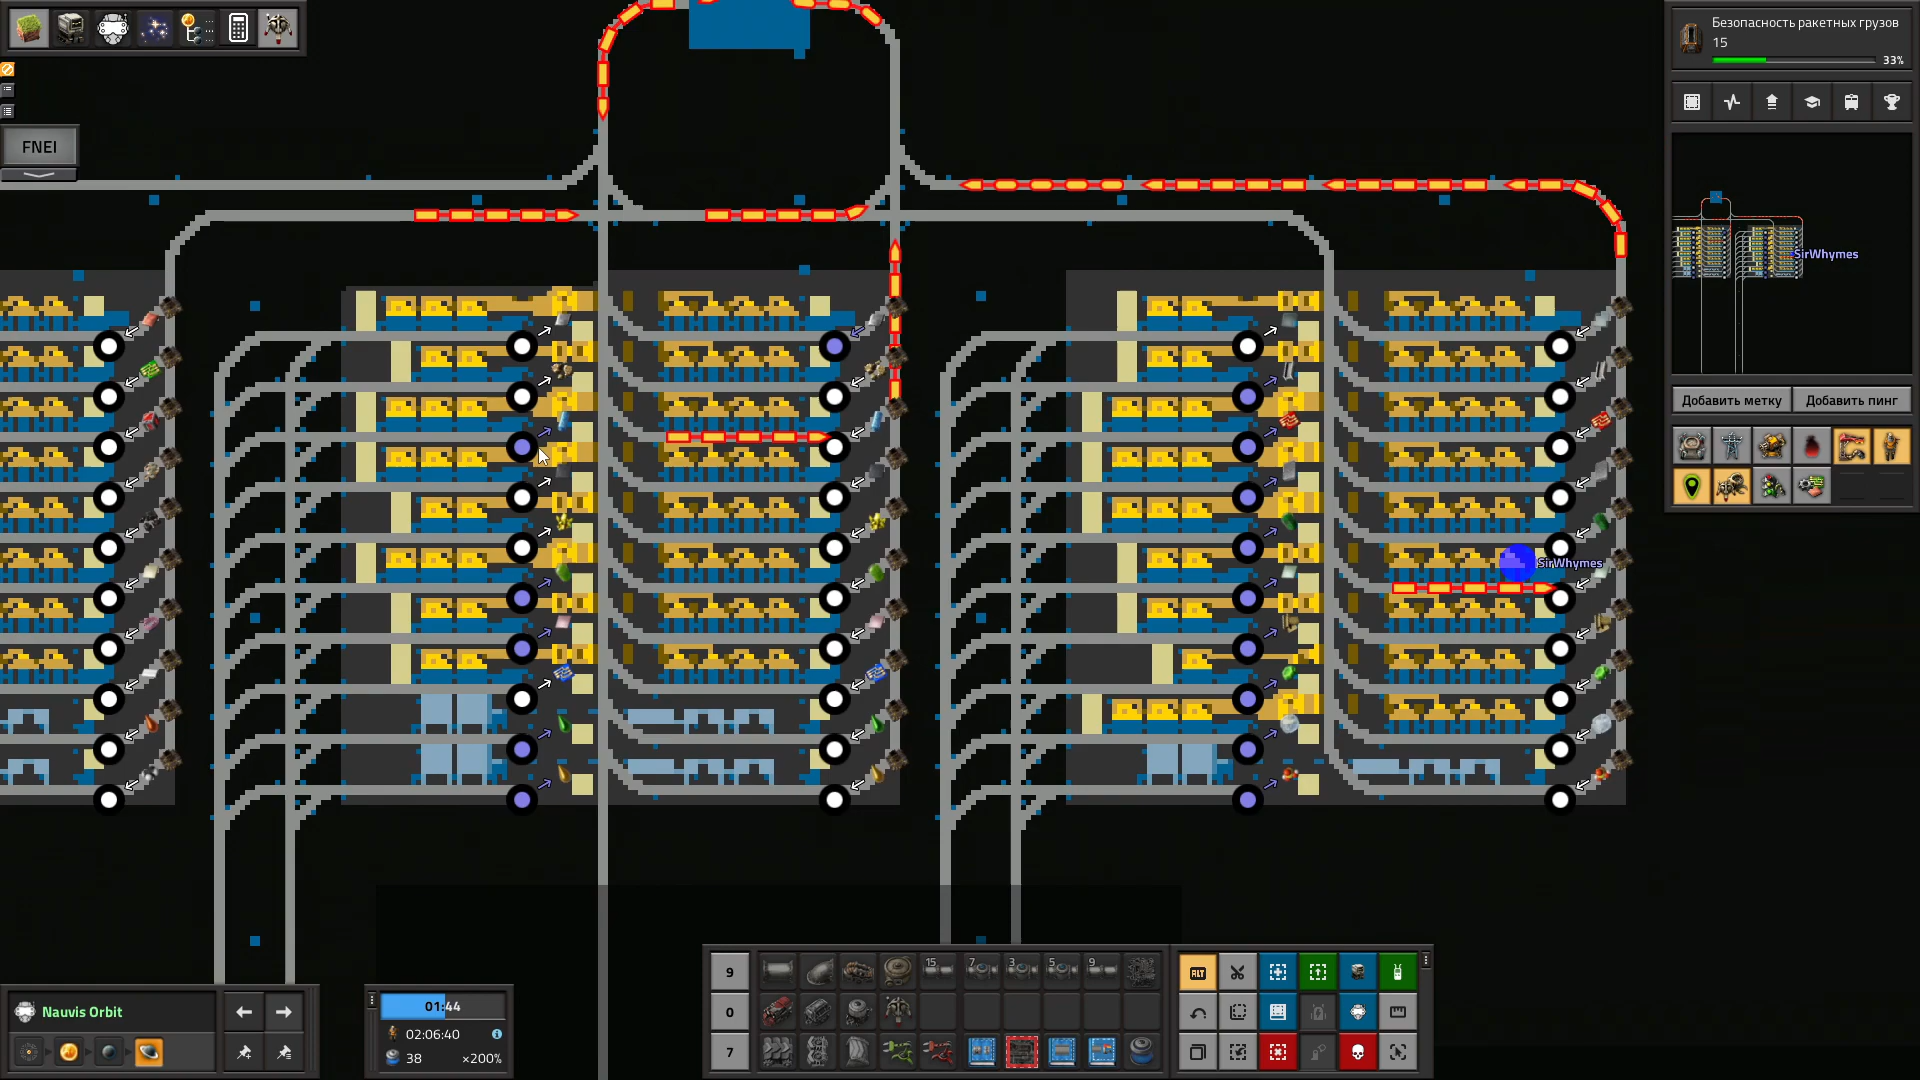 Безопасность ракетных грузов
15
33%
FNEI
SirWhymes
Добавить метку
Добавить пинг
SirWhymes
Nauvis Orbit
01:44
02:06:40
38
×200%
9
15
7
3
5
9
ALT
0
7